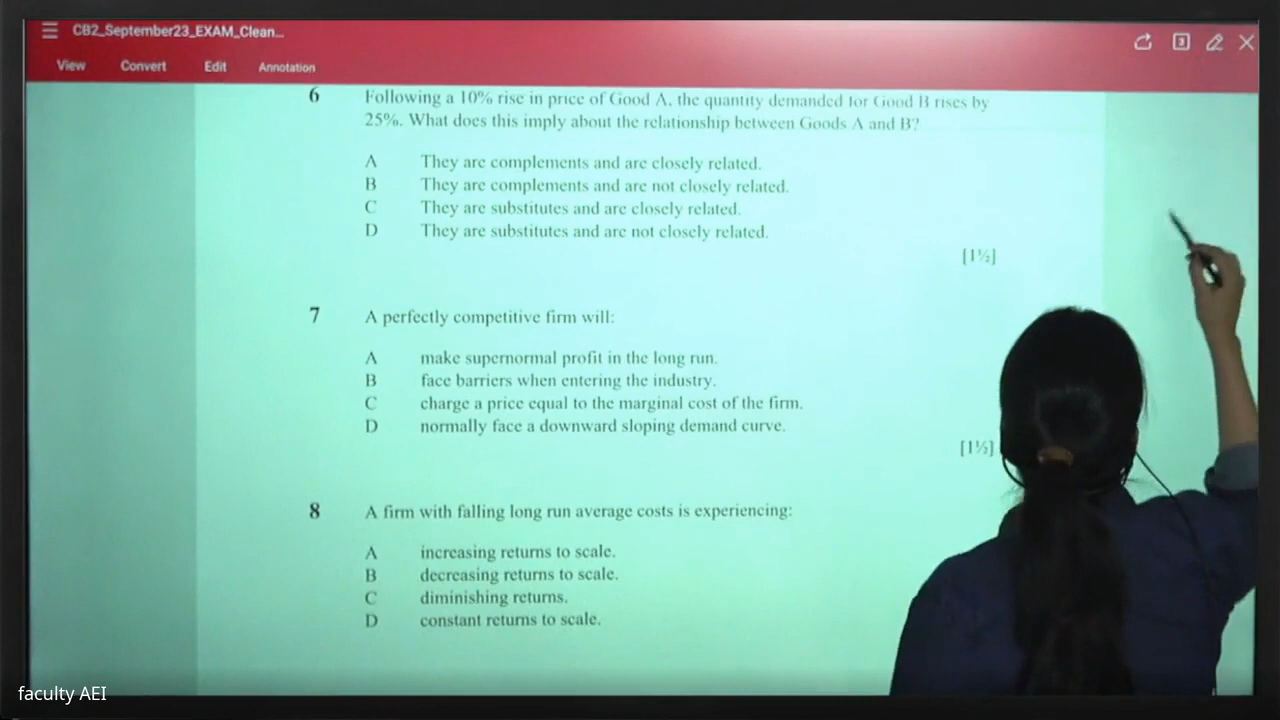 CB2_September23_EXAM_Clean...
View Convert Edit Annotation
6 Following a 10% rise in price of Good A, the quantity demanded for Good B rises by
25%. What does this imply about the relationship between Goods A and B?
A They are complements and are closely related.
B They are complements and are not closely related.
C They are substitutes and are closely related.
D They are substitutes and are not closely related.
[1½]
7 A perfectly competitive firm will:
A make supernormal profit in the long run.
B face barriers when entering the industry.
C charge a price equal to the marginal cost of the firm.
D normally face a downward sloping demand curve.
[1½]
8 A firm with falling long run average costs is experiencing:
A increasing returns to scale.
B decreasing returns to scale.
C diminishing returns.
D constant returns to scale.
faculty AEI